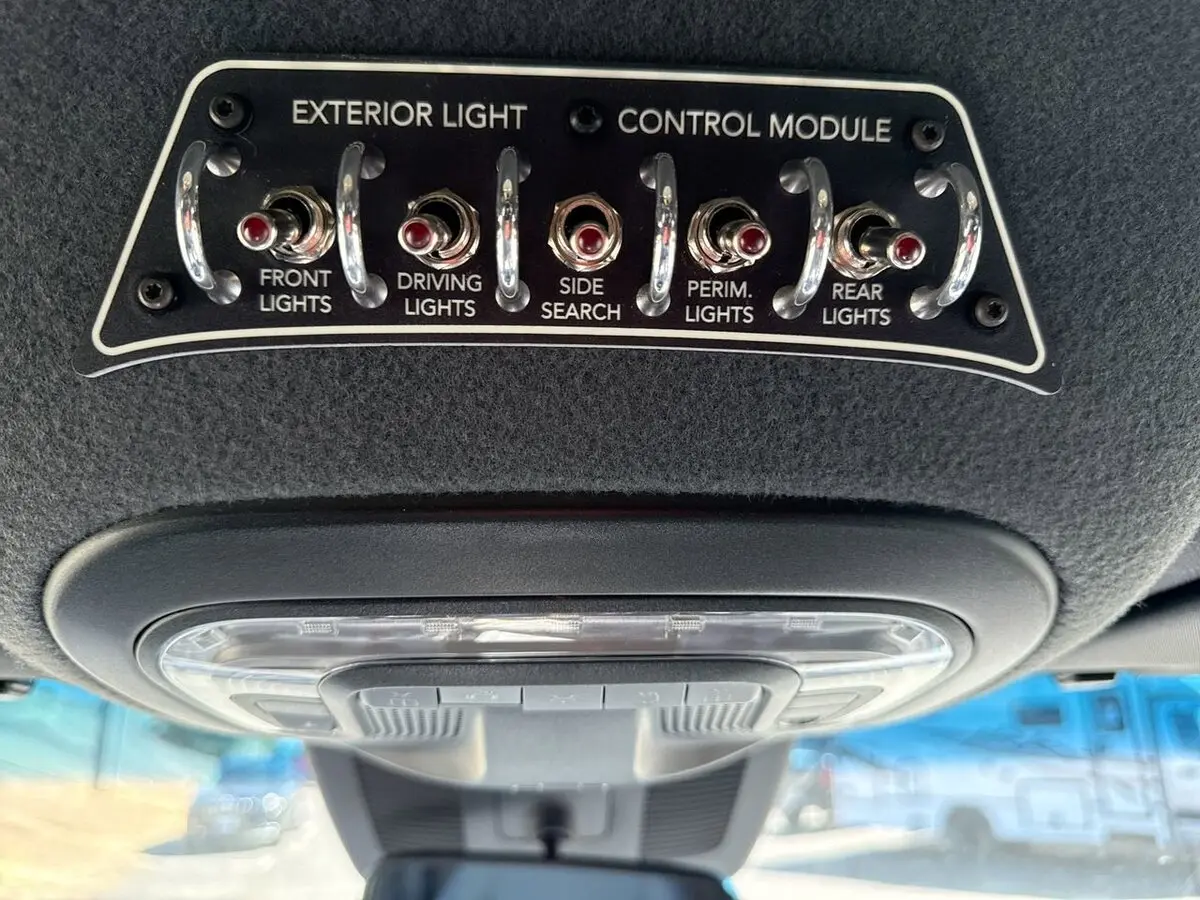 EXTERIOR LIGHT CONTROL MODULE
FRONT
LIGHTS
DRIVING
LIGHTS
SIDE
SEARCH
PERIM.
LIGHTS
REAR
LIGHTS